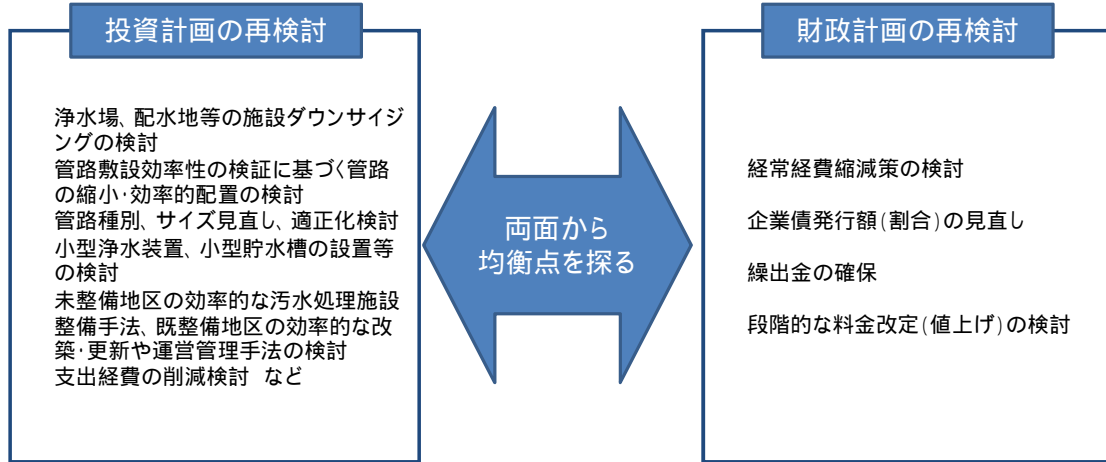 投資計画の再検討
浄水場、配水地等の施設ダウンサイジ
ングの検討
管路敷設効率性の検証に基づく管路
の縮小・効率的配置の検討
管路種別、サイズ見直し、適正化検討
小型浄水装置、小型貯水槽の設置等
の検討
未整備地区の効率的な汚水処理施設
整備手法、既整備地区の効率的な改
築・更新や運営管理手法の検討
支出経費の削減検討　など
両面から
均衡点を探る
財政計画の再検討
経常経費縮減策の検討
企業債発行額(割合)の見直し
繰出金の確保
段階的な料金改定(値上げ)の検討